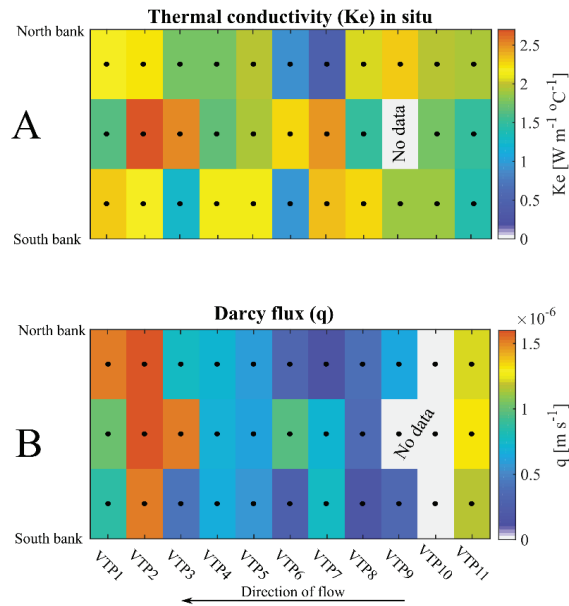 Thermal conductivity (Ke) in situ
North bank
A
No data
South bank
2.5
2
1.5
1
0.5
0
Ke [W m⁻¹ °C⁻¹]
Darcy flux (q)
×10⁻⁶
North bank
B
No data
South bank
1.5
1
0.5
0
q [m s⁻¹]
VTP1 VTP2 VTP3 VTP4 VTP5 VTP6 VTP7 VTP8 VTP9 VTP10 VTP11
Direction of flow